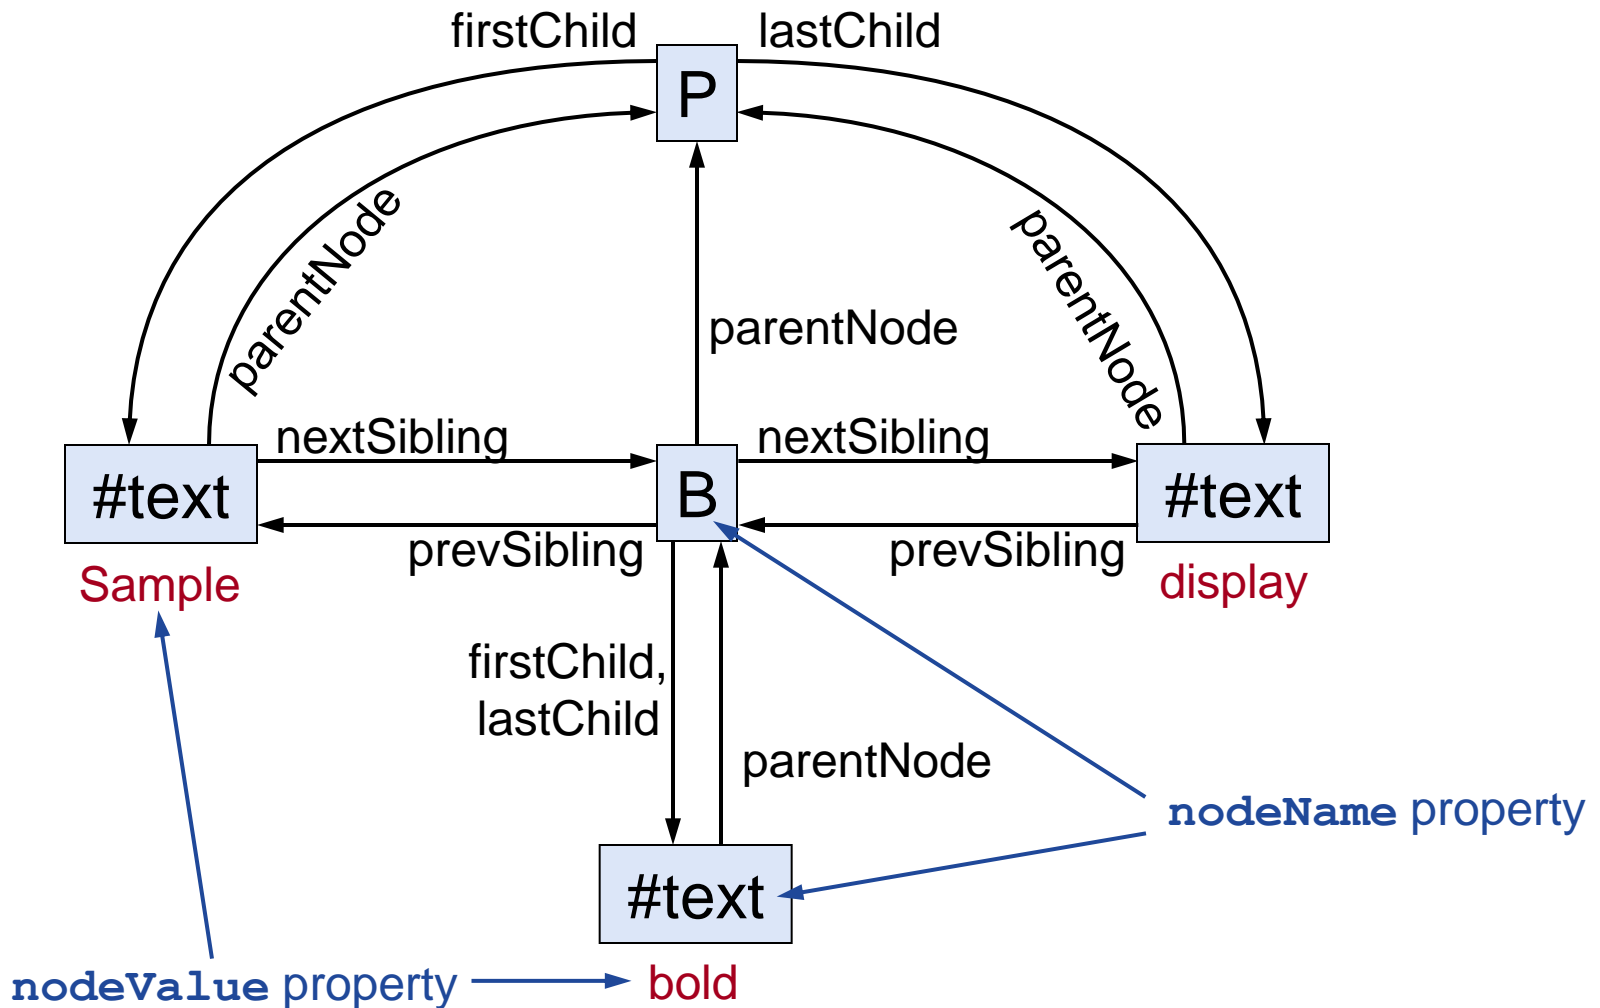 firstChild
lastChild
P
parentNode
parentNode
parentNode
nextSibling
nextSibling
#text
B
#text
prevSibling
prevSibling
Sample
display
firstChild,
lastChild
parentNode
nodeName property
#text
nodeValue property
bold